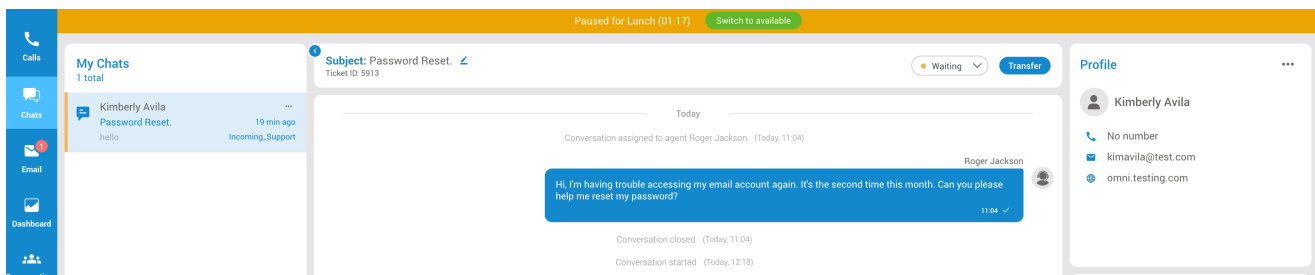 Paused for Lunch (01:17)
Switch to available
Calls
Chats
1
Email
Dashboard
My Chats
1 total
Kimberly Avila
Password Reset.
19 min ago
hello
Incoming_Support
Subject: Password Reset.
Ticket ID: 5913
Waiting
Transfer
Today
Conversation assigned to agent Roger Jackson (Today, 11:04)
Roger Jackson
Hi, I'm having trouble accessing my email account again. It's the second time this month. Can you please
help me reset my password?
11:04
Conversation closed (Today, 11:04)
Conversation started (Today, 12:18)
Profile
Kimberly Avila
No number
kimavila@test.com
omni.testing.com